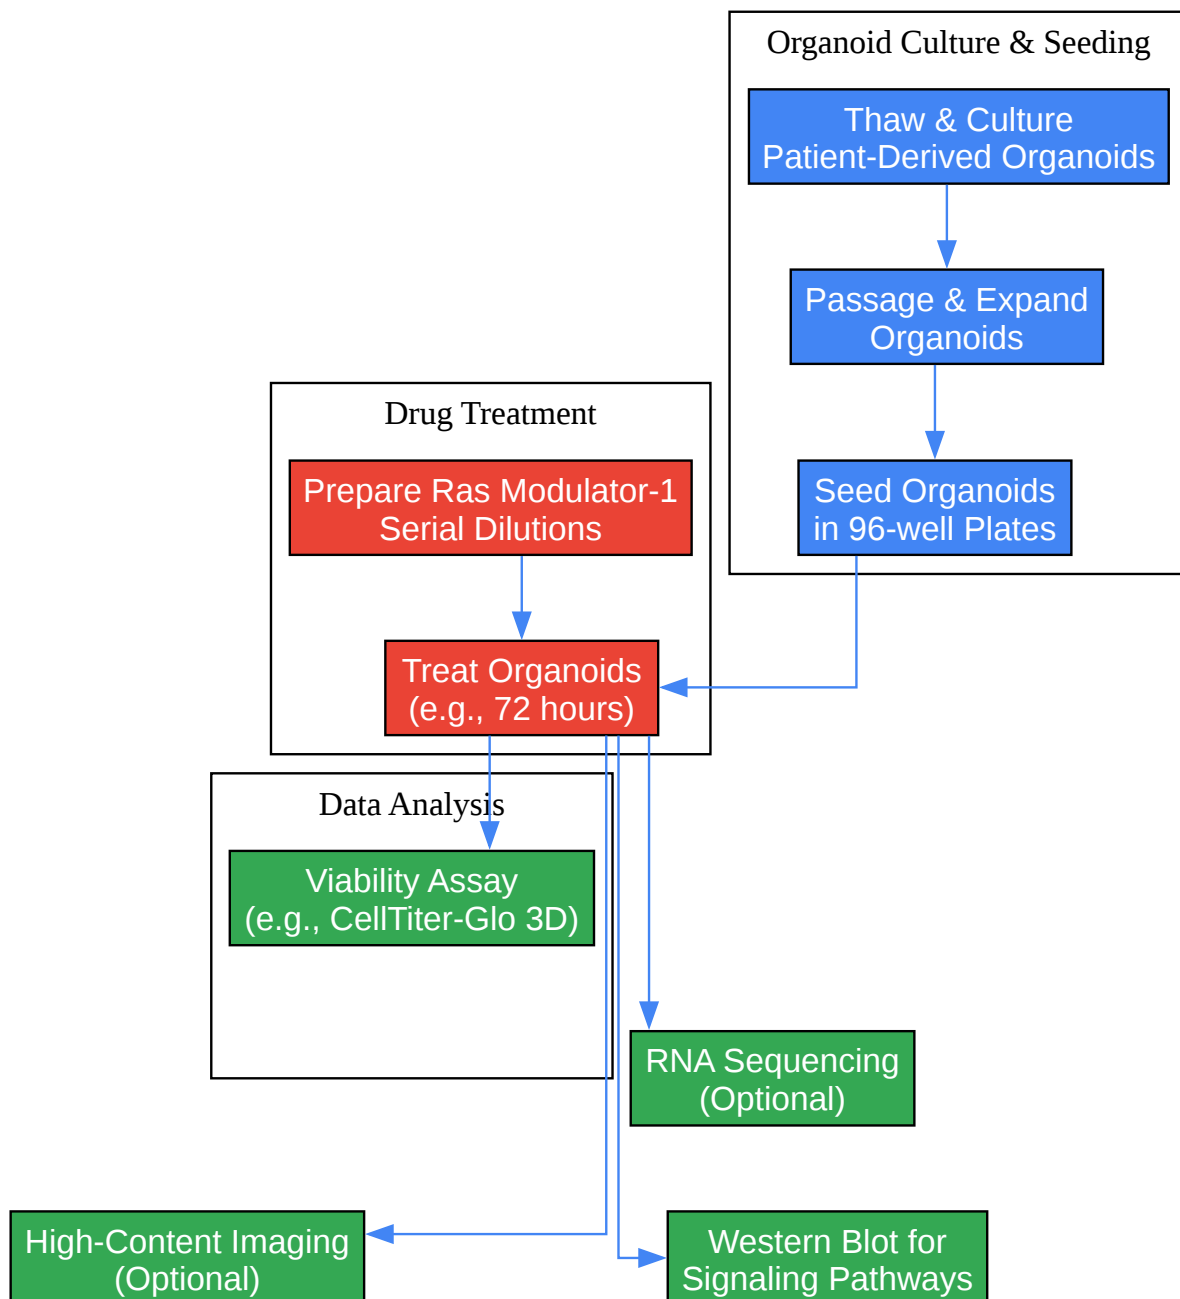 Organoid Culture & Seeding
Thaw & Culture
Patient-Derived Organoids
Passage & Expand
Organoids
Seed Organoids
in 96-well Plates
Drug Treatment
Prepare Ras Modulator-1
Serial Dilutions
Treat Organoids
(e.g., 72 hours)
Data Analysis
Viability Assay
(e.g., CellTiter-Glo 3D)
RNA Sequencing
(Optional)
High-Content Imaging
(Optional)
Western Blot for
Signaling Pathways